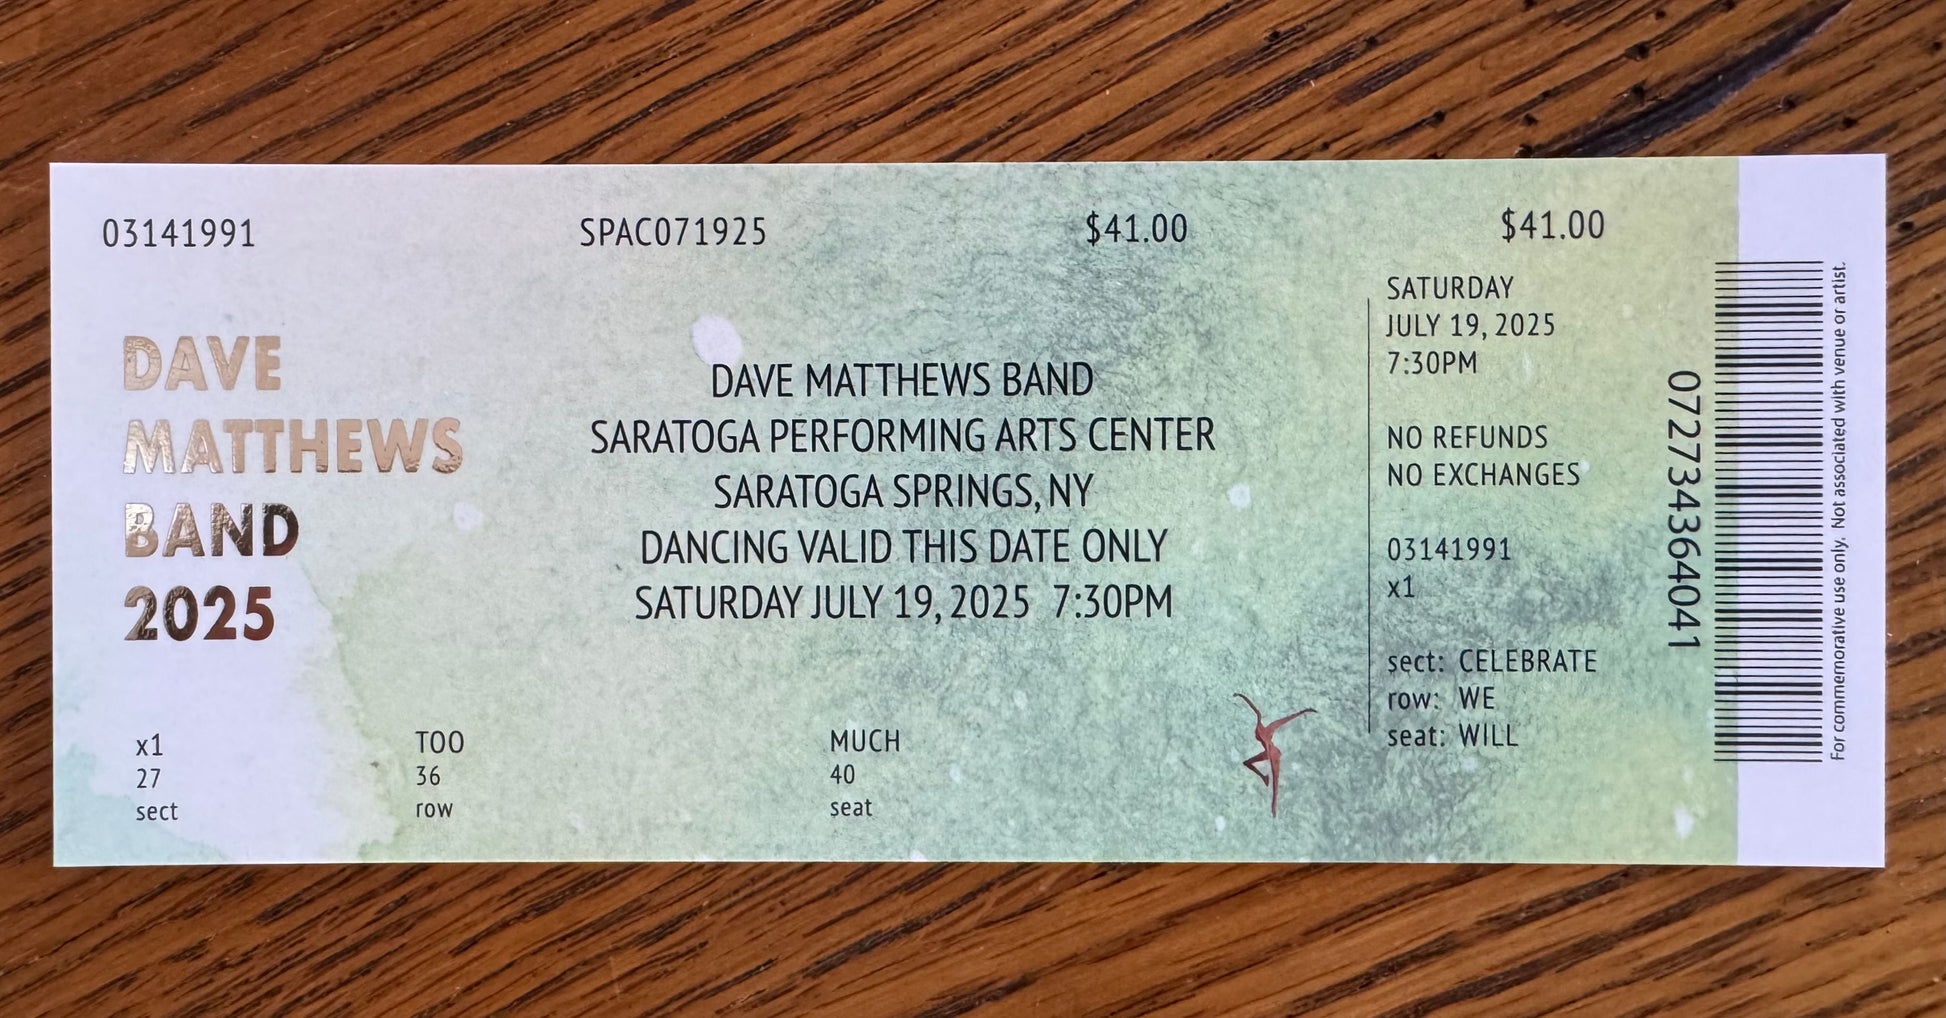 03141991
SPAC071925
$41.00
$41.00
DAVE
MATTHEWS
BAND
2025
DAVE MATTHEWS BAND
SARATOGA PERFORMING ARTS CENTER
SARATOGA SPRINGS, NY
DANCING VALID THIS DATE ONLY
SATURDAY JULY 19, 2025 7:30PM
x1
27
sect
TOO
36
row
MUCH
40
seat
SATURDAY
JULY 19, 2025
7:30PM
NO REFUNDS
NO EXCHANGES
03141991
x1
sect: CELEBRATE
row: WE
seat: WILL
0727343664041
For commemorative use only. Not associated with venue or artist.